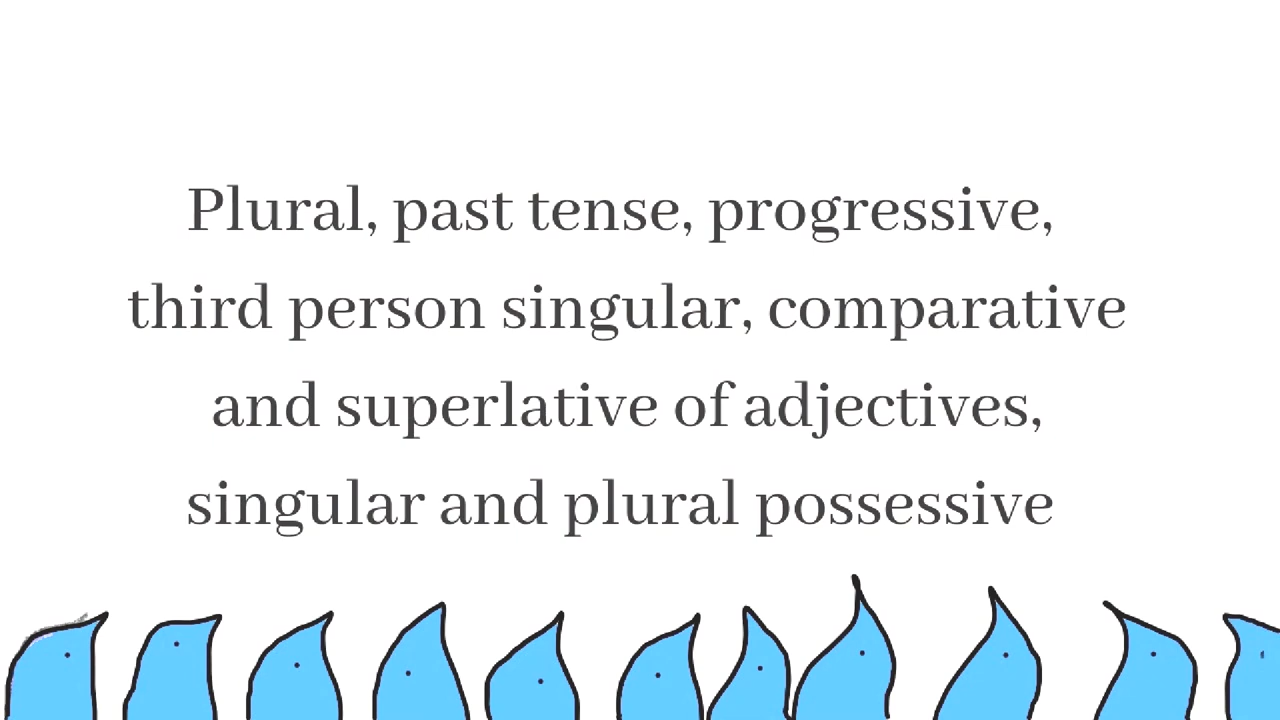 Plural, past tense, progressive,
third person singular, comparative
and superlative of adjectives,
singular and plural possessive